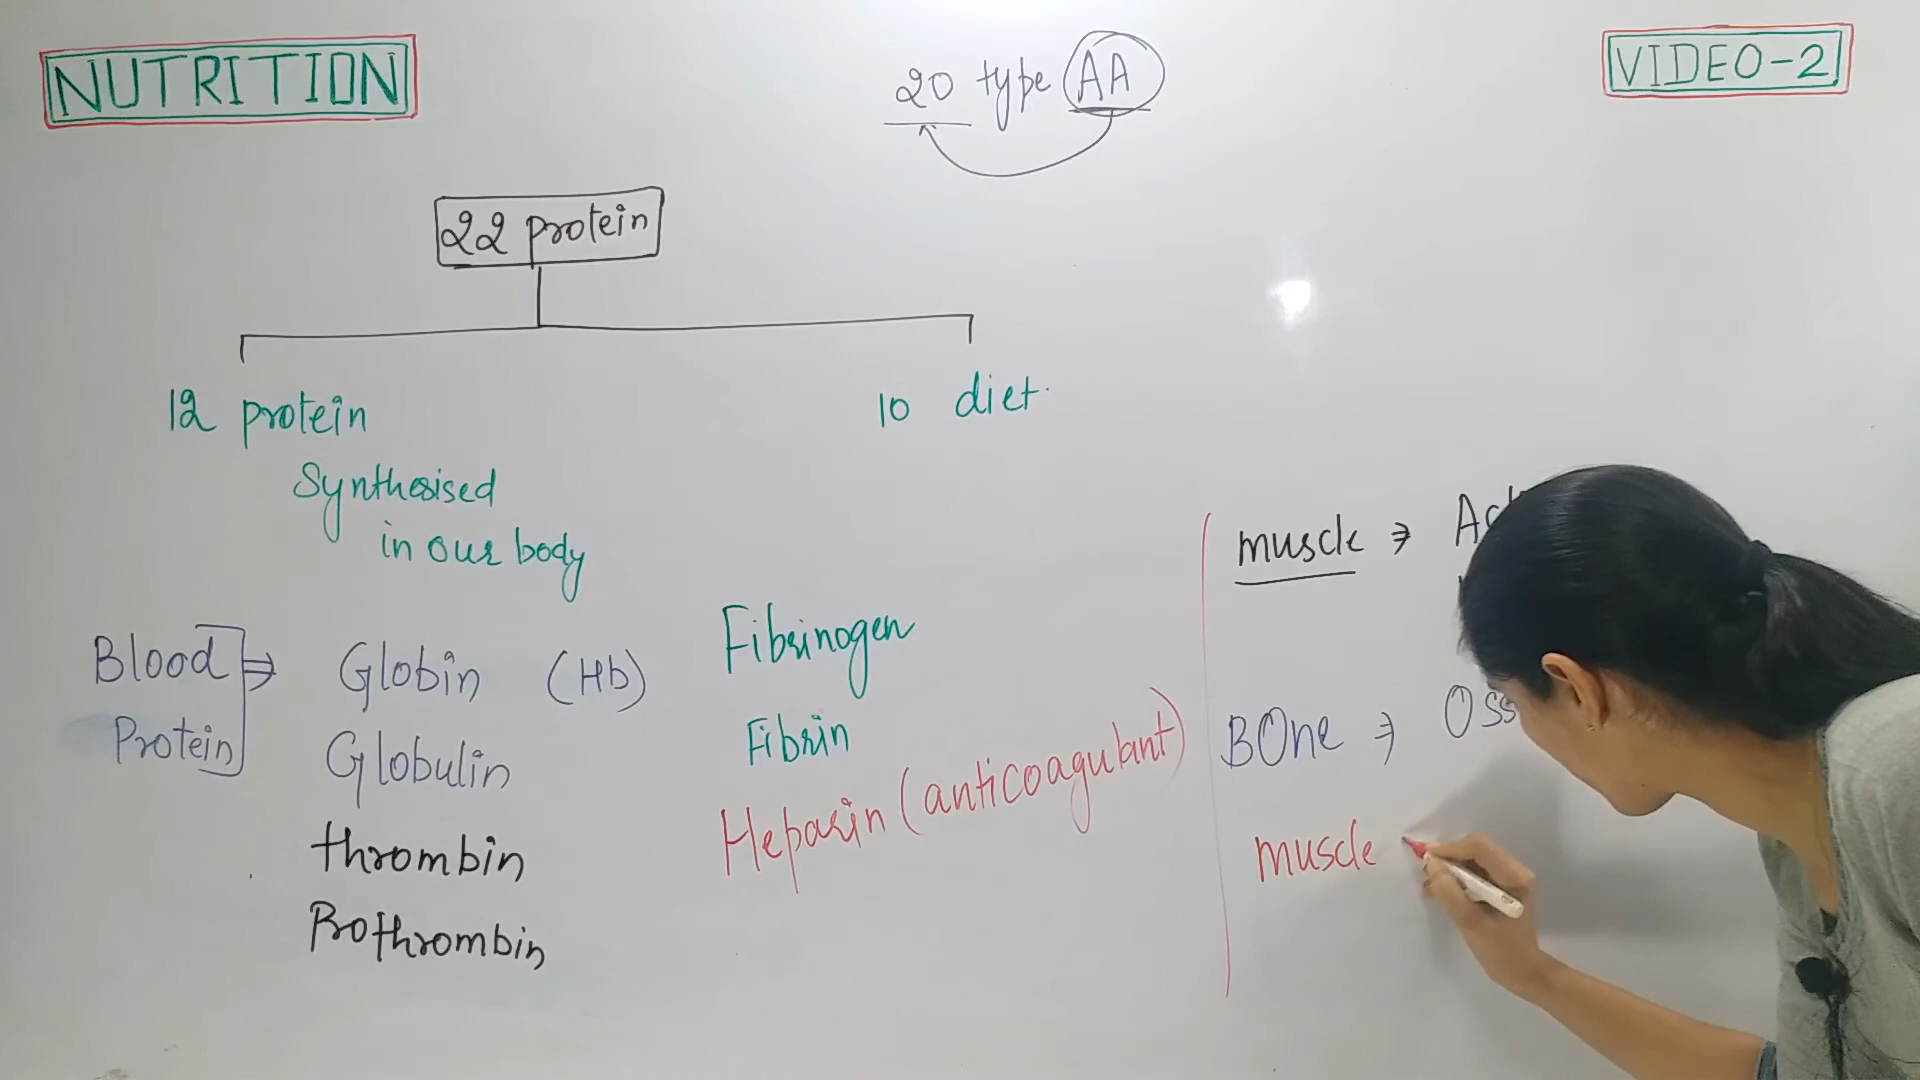 NUTRITION
20 type AA
VIDEO-2
22 protein
12 protein
Synthesised
in our body
10 diet.
Blood
Protein
⇒
Globin (Hb)
Globulin
thrombin
Prothrombin
Fibrinogen
Fibrin
Heparin (anticoagulant)
muscle ⇒
BOne ⇒
muscle